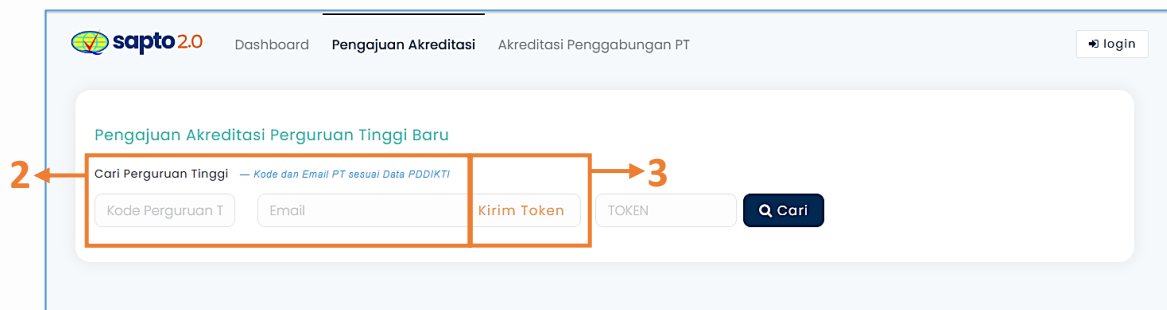 sapto 2.0 Dashboard Pengajuan Akreditasi Akreditasi Penggabungan PT login
Pengajuan Akreditasi Perguruan Tinggi Baru
2 Cari Perguruan Tinggi — Kode dan Email PT sesuai Data PDDIKTI 3
Kode Perguruan T Email Kirim Token TOKEN Cari